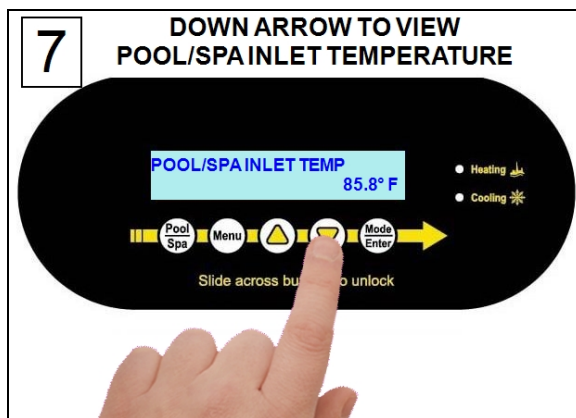 7
DOWN ARROW TO VIEW
POOL/SPA INLET TEMPERATURE
POOL/SPA INLET TEMP
85.8° F
Heating
Cooling
Pool
Spa
Menu
Mode
Enter
Slide across bu o unlock